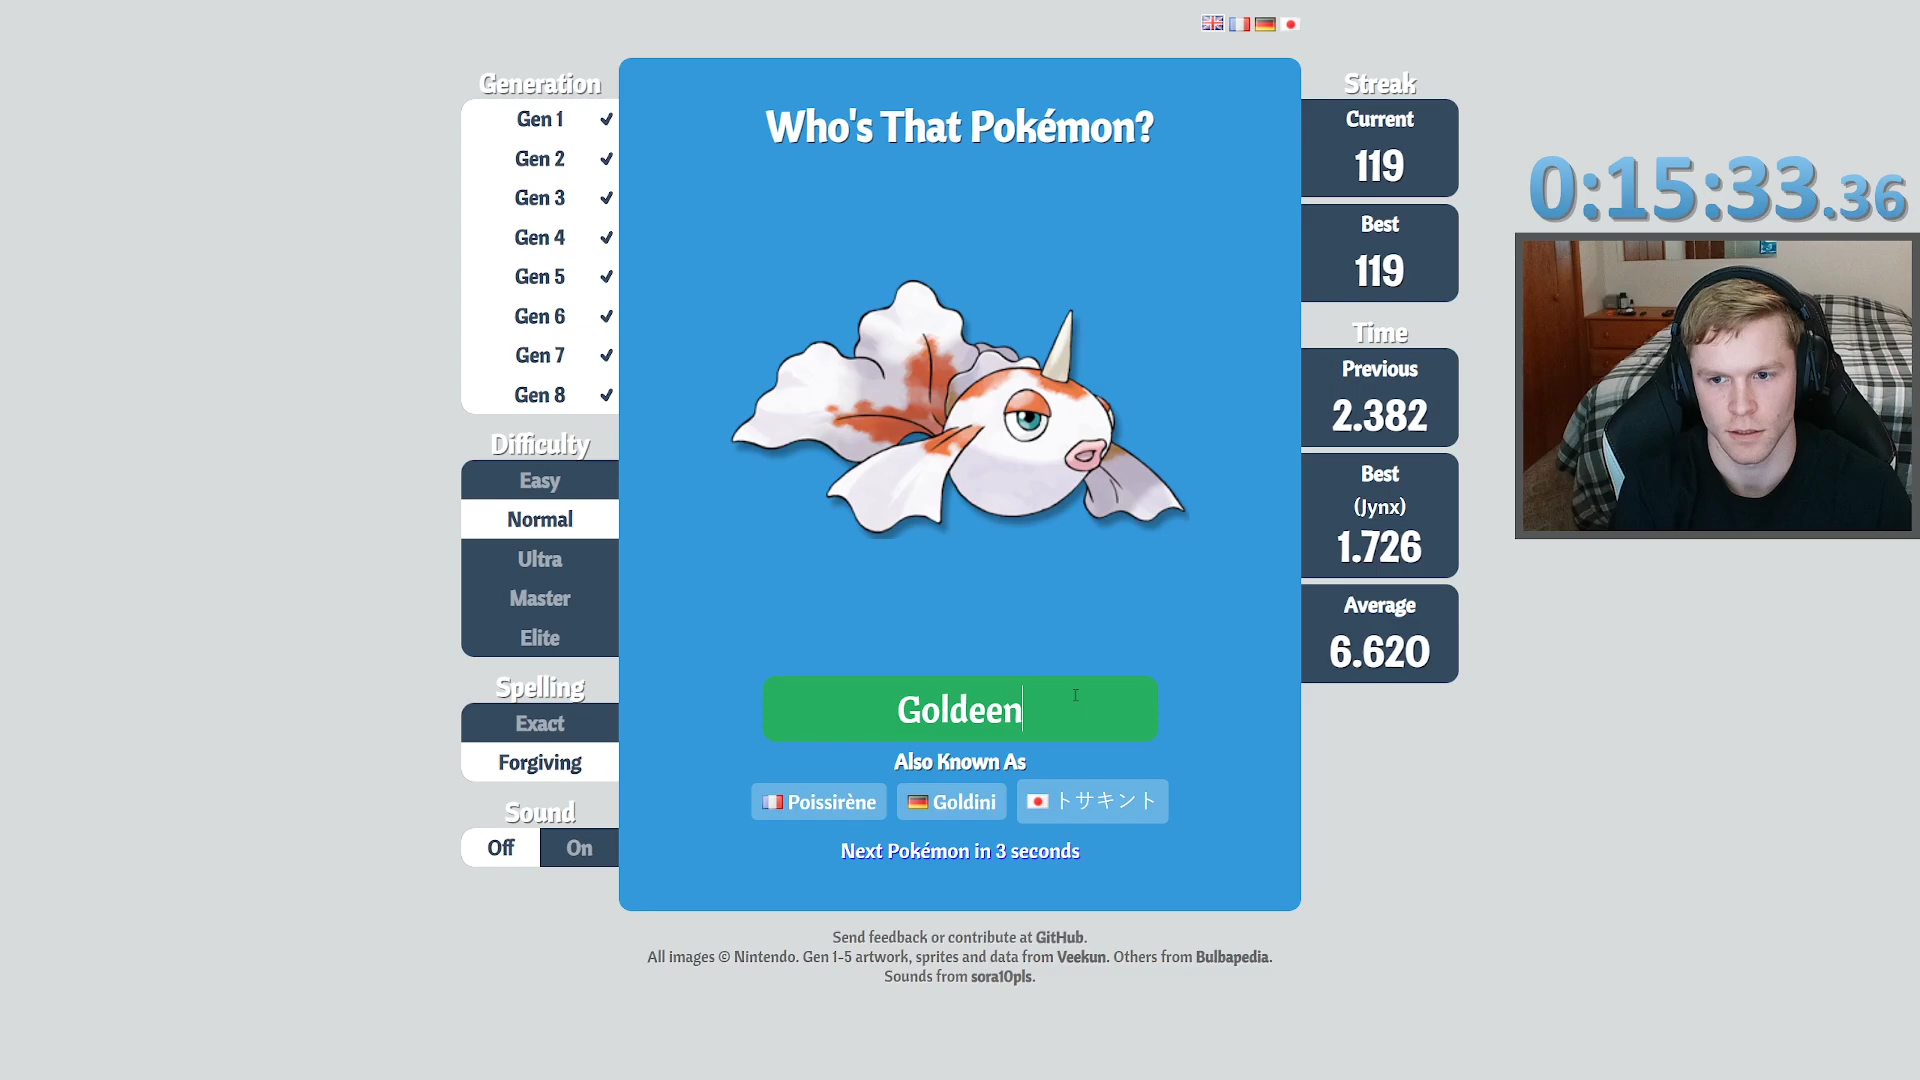 Generation
Gen 1
Gen 2
Gen 3
Gen 4
Gen 5
Gen 6
Gen 7
Gen 8
Difficulty
Easy
Normal
Ultra
Master
Elite
Spelling
Exact
Forgiving
Sound
Off On
Who's That Pokémon?
Goldeen
Also Known As
Poissirène Goldini トサキント
Next Pokémon in 3 seconds
Streak
Current
119
Best
119
Time
Previous
2.382
Best
(Jynx)
1.726
Average
6.620
0:15:33.36
Send feedback or contribute at GitHub.
All images © Nintendo. Gen 1-5 artwork, sprites and data from Veekun. Others from Bulbapedia.
Sounds from sora10pls.